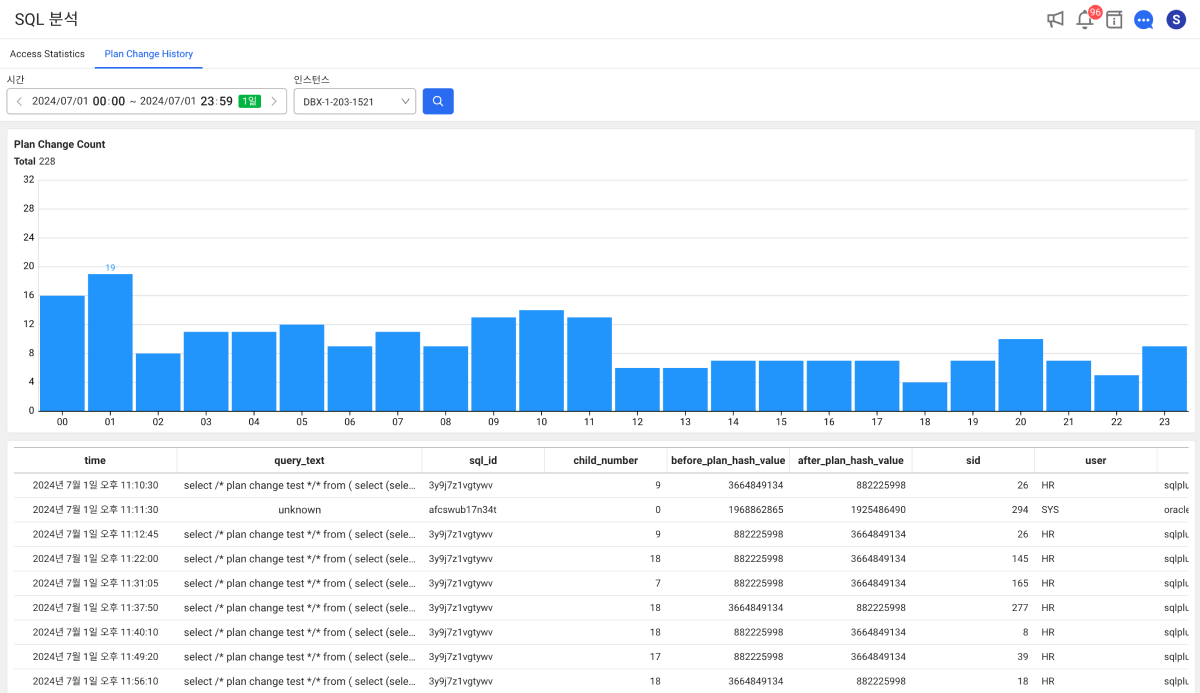 SQL 분석
96
S
Access Statistics Plan Change History
시간 인스턴스
2024/07/01 00:00 ~ 2024/07/01 23:59 1일 DBX-1-203-1521
Plan Change Count
Total 228
32
28
24
20
16
12
8
4
0
19
00 01 02 03 04 05 06 07 08 09 10 11 12 13 14 15 16 17 18 19 20 21 22 23
time query_text sql_id child_number before_plan_hash_value after_plan_hash_value sid user
2024년 7월 1일 오후 11:10:30 select /* plan change test */* from ( select (sele... 3y9j7z1vgtywv 9 3664849134 882225998 26 HR sqlplu
2024년 7월 1일 오후 11:11:30 unknown afcswub17n34t 0 1968862865 1925486490 294 SYS oracle
2024년 7월 1일 오후 11:12:45 select /* plan change test */* from ( select (sele... 3y9j7z1vgtywv 9 882225998 3664849134 26 HR sqlplu
2024년 7월 1일 오후 11:22:00 select /* plan change test */* from ( select (sele... 3y9j7z1vgtywv 18 882225998 3664849134 145 HR sqlplu
2024년 7월 1일 오후 11:31:05 select /* plan change test */* from ( select (sele... 3y9j7z1vgtywv 7 882225998 3664849134 165 HR sqlplu
2024년 7월 1일 오후 11:37:50 select /* plan change test */* from ( select (sele... 3y9j7z1vgtywv 18 3664849134 882225998 277 HR sqlplu
2024년 7월 1일 오후 11:40:10 select /* plan change test */* from ( select (sele... 3y9j7z1vgtywv 18 882225998 3664849134 8 HR sqlplu
2024년 7월 1일 오후 11:49:20 select /* plan change test */* from ( select (sele... 3y9j7z1vgtywv 17 882225998 3664849134 39 HR sqlplu
2024년 7월 1일 오후 11:56:10 select /* plan change test */* from ( select (sele... 3y9j7z1vgtywv 18 3664849134 882225998 18 HR sqlplu